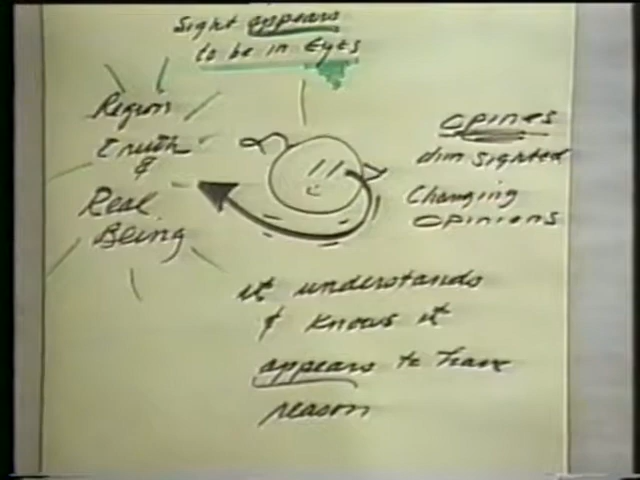 Sight appears
to be in Eyes
Region
Truth
&
Real
Being
opines
dim sighted
Changing
opinions
it understands
& knows it
appears to have
reason